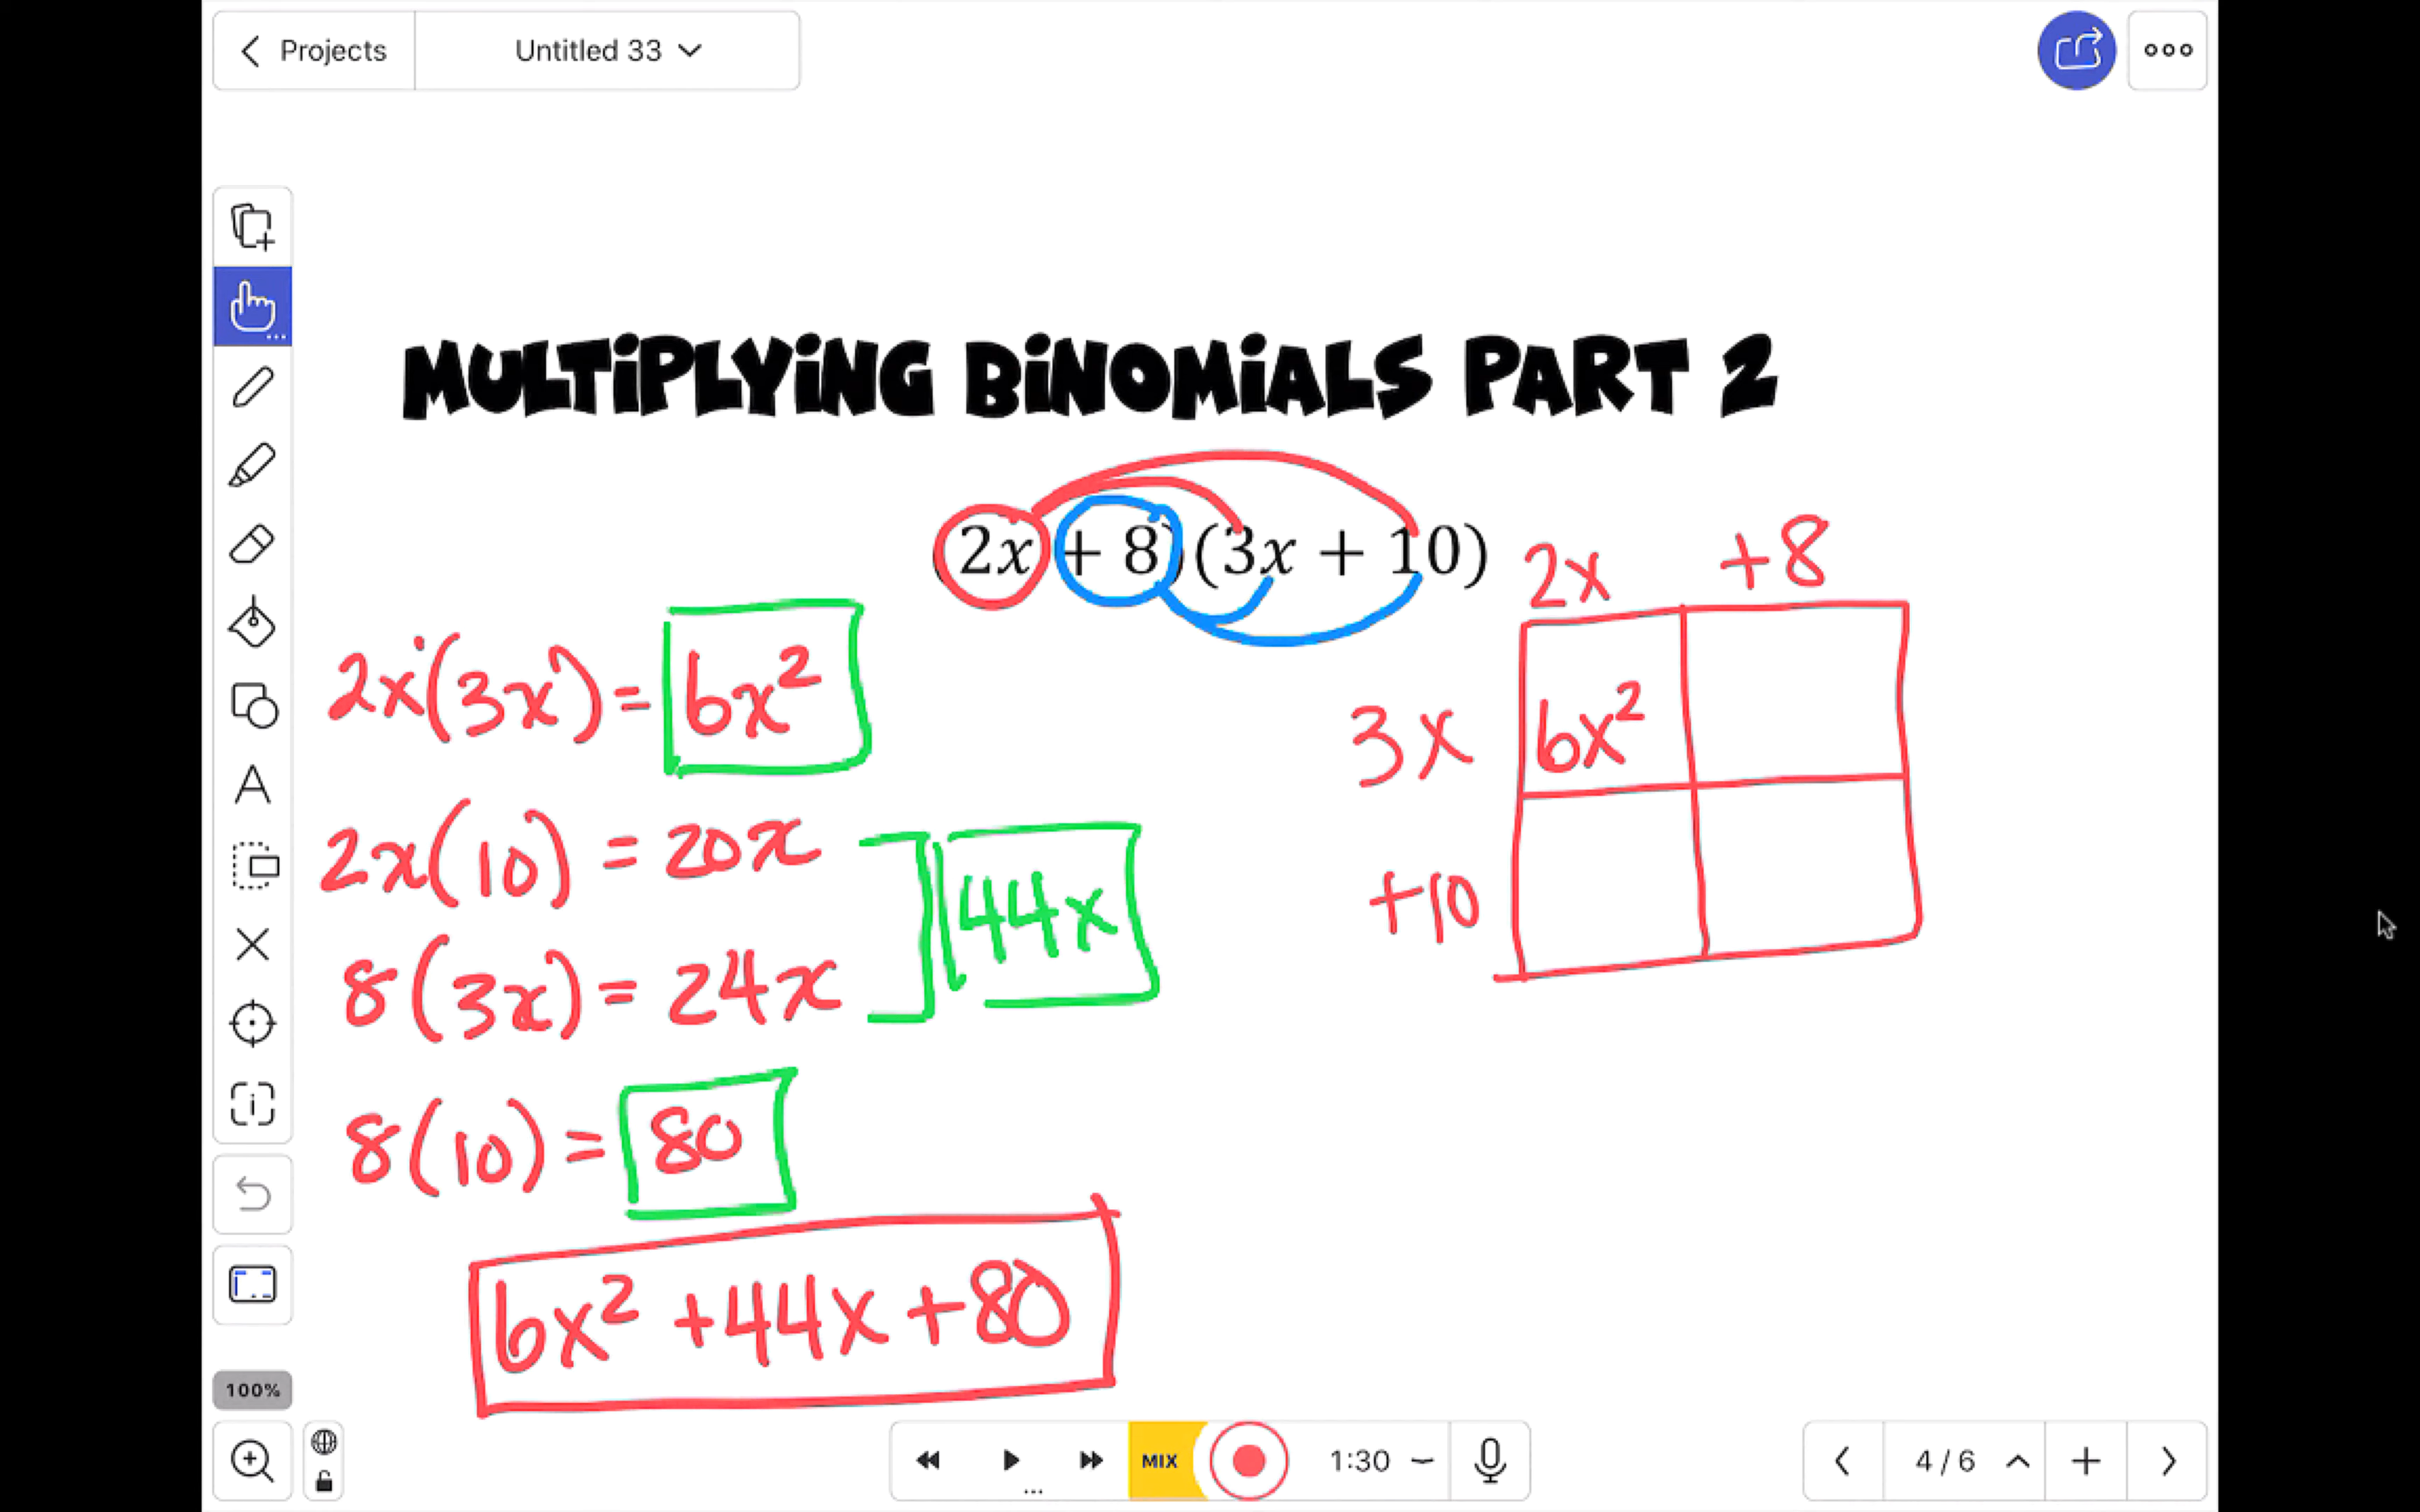 Projects
Untitled 33
MULTiPLYiNG BiNOMiALS PART 2
(2x + 8)(3x + 10)
2x +8
2x(3x) = 6x²
3x 6x²
2x(10) = 20x
44x
+10
8(3x) = 24x
8(10) = 80
6x² +44x +80
A
i
100%
MIX
1:30
4 / 6